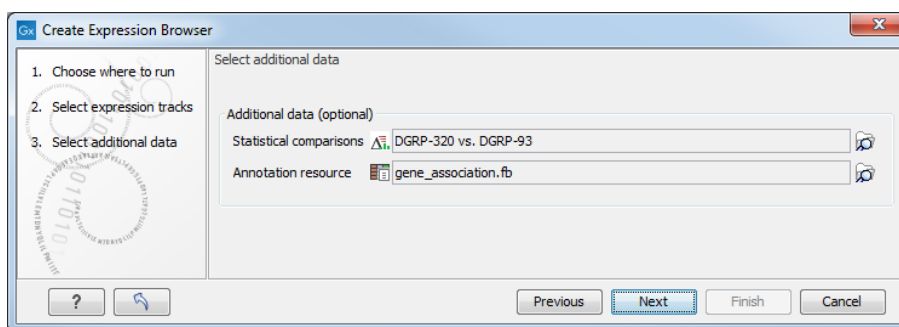 Gx Create Expression Browser
1. Choose where to run
2. Select expression tracks
3. Select additional data
Select additional data
Additional data (optional)
Statistical comparisons DGRP-320 vs. DGRP-93
Annotation resource gene_association.fb
? Previous Next Finish Cancel